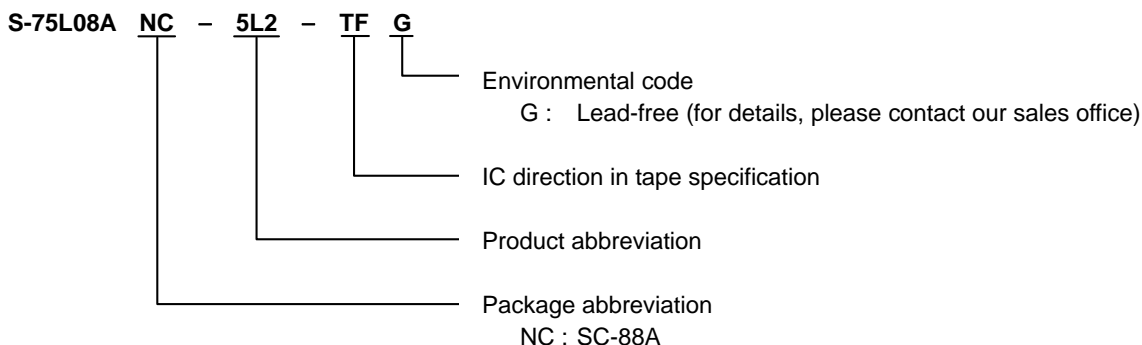 S-75L08A NC – 5L2 – TF G
Environmental code
G : Lead-free (for details, please contact our sales office)
IC direction in tape specification
Product abbreviation
Package abbreviation
NC : SC-88A